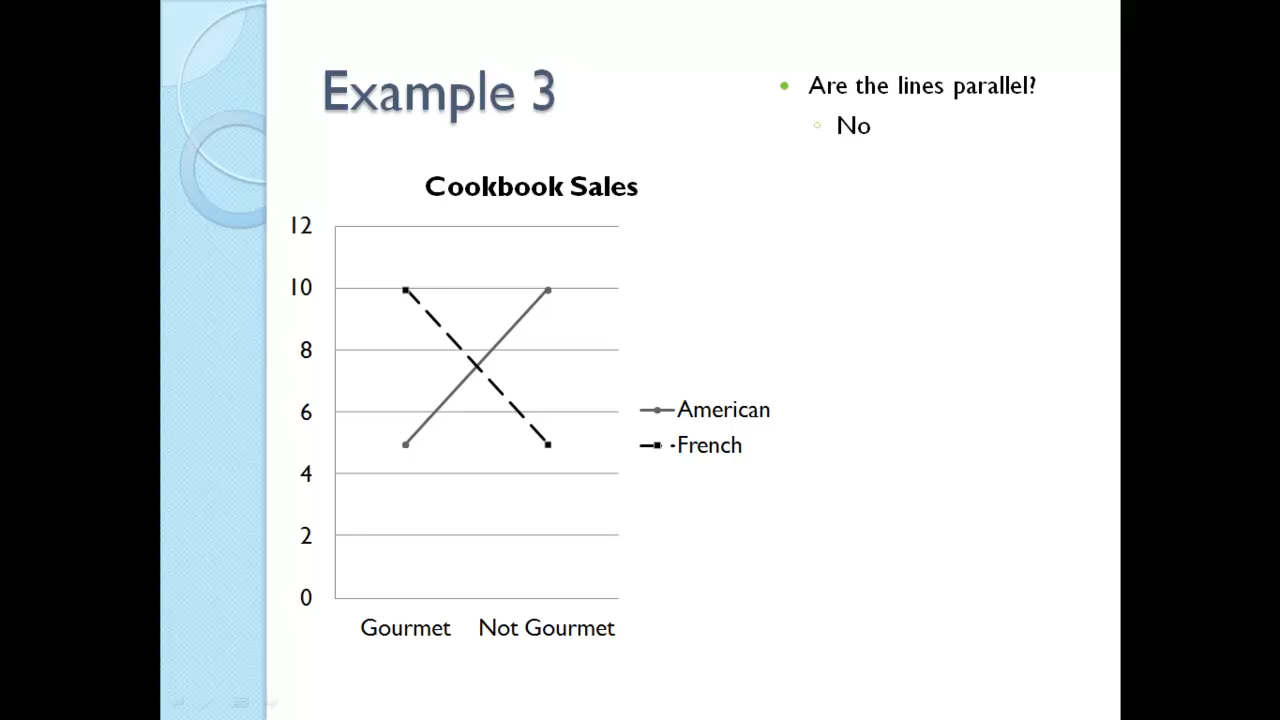 Example 3
Are the lines parallel?
No
Cookbook Sales
12
10
8
6
4
2
0
Gourmet Not Gourmet
American
French